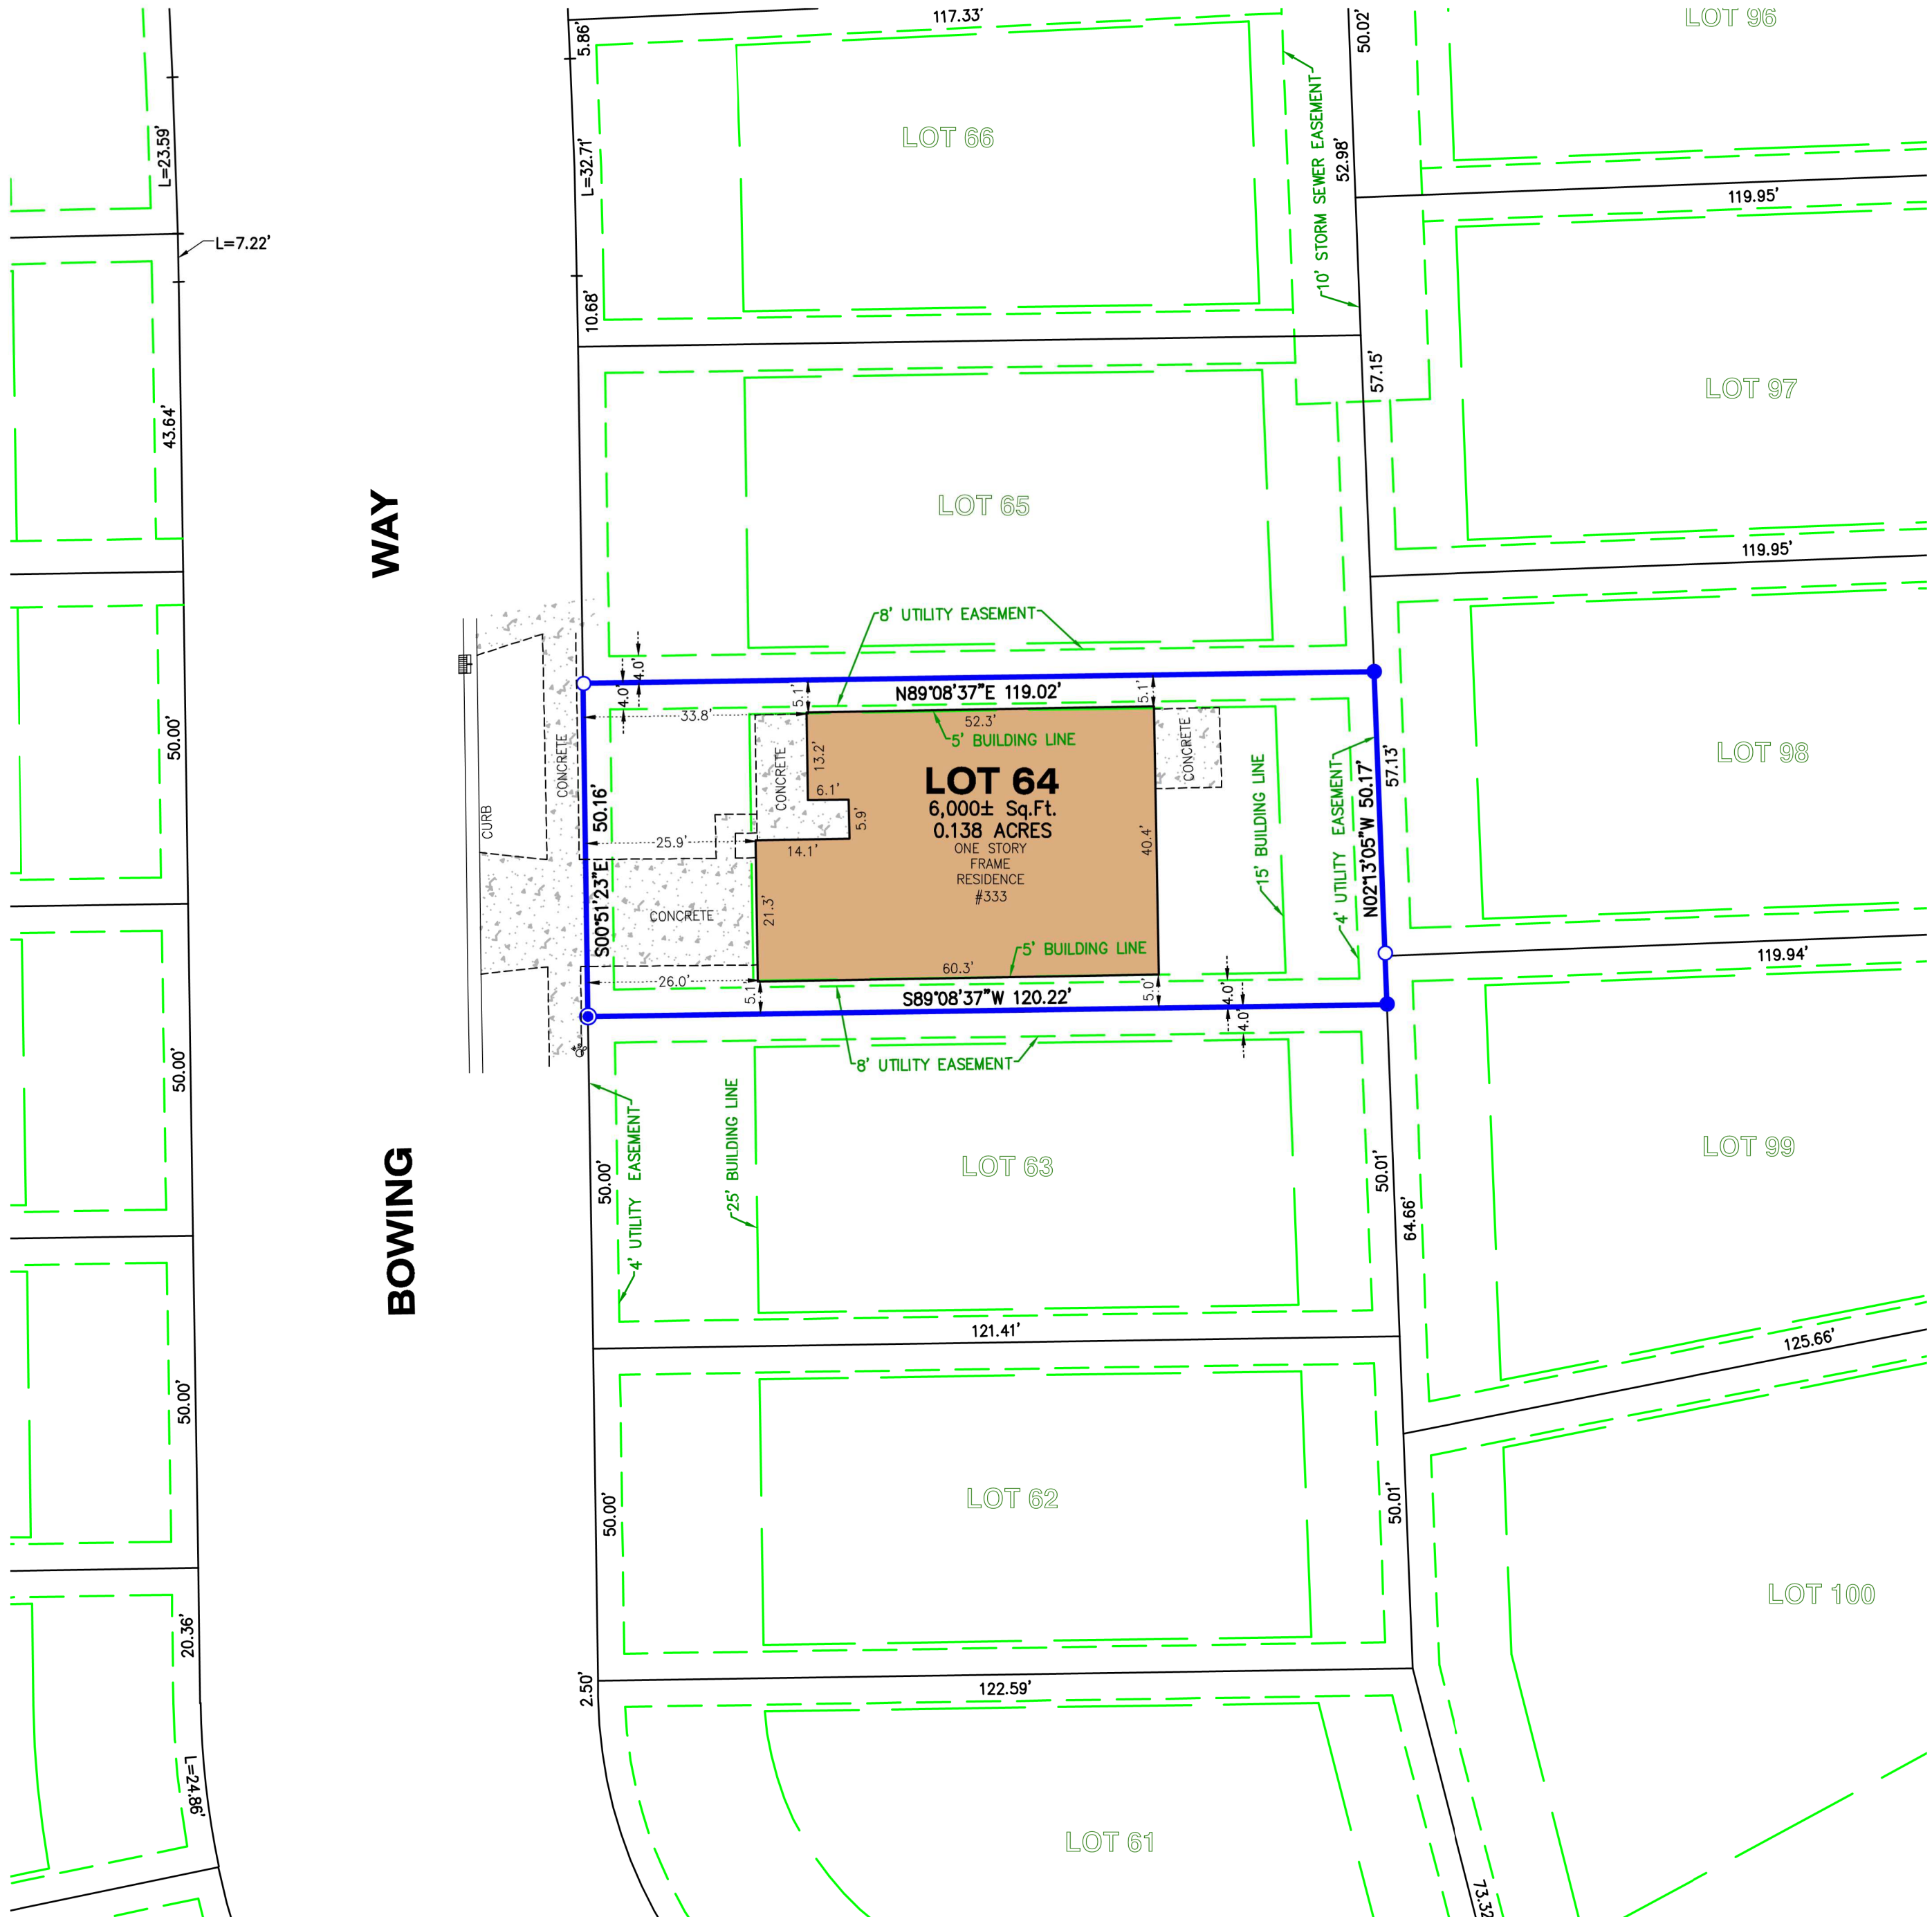 117.33'
5.86'
50.02'
LOT 96
L=23.59'
L=32.71'
LOT 66
10' STORM SEWER EASEMENT
52.98'
119.95'
L=7.22'
10.68'
57.15'
LOT 97
43.64'
WAY
LOT 65
119.95'
8' UTILITY EASEMENT
4.0'
4.0'
5.1'
N89°08'37"E 119.02'
5.1'
33.8'
52.3'
5' BUILDING LINE
50.00'
CONCRETE
CONCRETE
13.2'
CONCRETE
LOT 98
LOT 64
6,000± Sq.Ft.
0.138 ACRES
ONE STORY
FRAME
RESIDENCE
#333
6.1'
5.9'
14.1'
40.4'
15' BUILDING LINE
4' UTILITY EASEMENT
N02°13'05"W 50.17'
57.13'
CURB
S00°51'23"E 50.16'
25.9'
CONCRETE
21.3'
5' BUILDING LINE
60.3'
26.0'
5.1'
S89°08'37"W 120.22'
5.0'
4.0'
4.0'
119.94'
8' UTILITY EASEMENT
50.00'
4' UTILITY EASEMENT
25' BUILDING LINE
50.00'
LOT 63
50.01'
64.66'
LOT 99
BOWING
121.41'
125.66'
50.00'
50.00'
LOT 62
50.01'
LOT 100
20.36'
2.50'
122.59'
L=24.86'
LOT 61
73.32